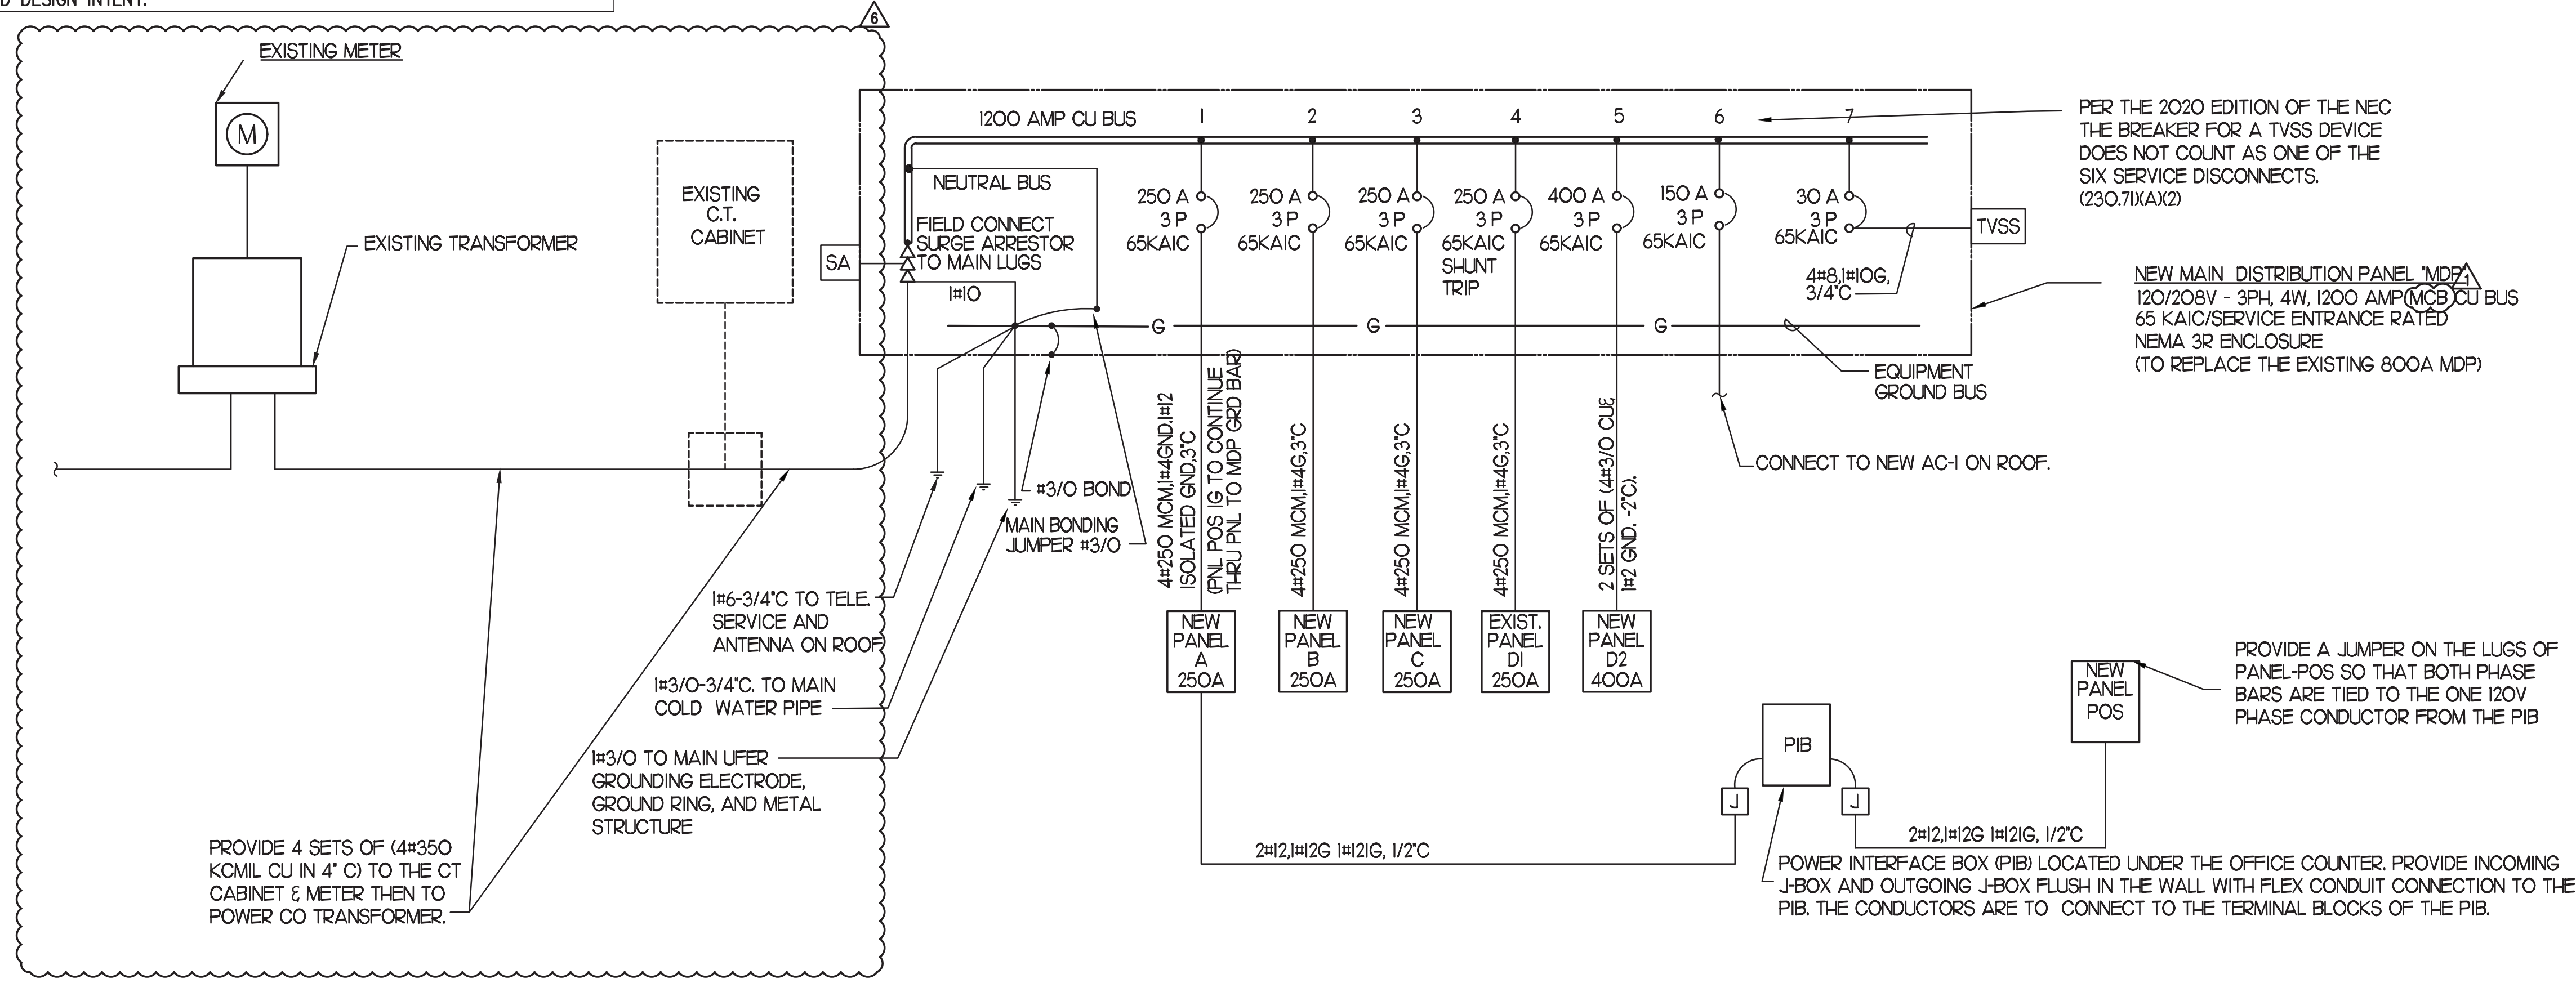 D DESIGN INTENT.
6
EXISTING METER
M
EXISTING TRANSFORMER
EXISTING
C.T.
CABINET
SA
1200 AMP CU BUS
NEUTRAL BUS
FIELD CONNECT
SURGE ARRESTOR
TO MAIN LUGS
1#10
1
2
3
4
5
6
7
250 A
3 P
65KAIC
250 A
3 P
65KAIC
250 A
3 P
65KAIC
250 A
3 P
65KAIC
SHUNT
TRIP
400 A
3 P
65KAIC
150 A
3 P
65KAIC
30 A
3 P
65KAIC
4#8,1#10G,
3/4"C
TVSS
G
G
G
PER THE 2020 EDITION OF THE NEC
THE BREAKER FOR A TVSS DEVICE
DOES NOT COUNT AS ONE OF THE
SIX SERVICE DISCONNECTS.
(230.71)(A)(2)
NEW MAIN DISTRIBUTION PANEL "MDP"
1
120/208V - 3PH, 4W, 1200 AMP MCB CU BUS
65 KAIC/SERVICE ENTRANCE RATED
NEMA 3R ENCLOSURE
(TO REPLACE THE EXISTING 800A MDP)
EQUIPMENT
GROUND BUS
CONNECT TO NEW AC-1 ON ROOF.
#3/0 BOND
MAIN BONDING
JUMPER #3/0
4#250 MCM,1#4GND.1#12
ISOLATED GND,3"C
(PNL POS IG TO CONTINUE
THRU PNL TO MDP GRD BAR)
4#250 MCM,1#4G,3"C
4#250 MCM,1#4G,3"C
4#250 MCM,1#4G,3"C
2 SETS OF (4#3/0 CU&
1#2 GND. -2"C).
1#6-3/4"C TO TELE.
SERVICE AND
ANTENNA ON ROOF
1#3/0-3/4"C. TO MAIN
COLD WATER PIPE
1#3/0 TO MAIN UFER
GROUNDING ELECTRODE,
GROUND RING, AND METAL
STRUCTURE
PROVIDE 4 SETS OF (4#350
KCMIL CU IN 4" C) TO THE CT
CABINET & METER THEN TO
POWER CO TRANSFORMER.
NEW
PANEL
A
250A
NEW
PANEL
B
250A
NEW
PANEL
C
250A
EXIST.
PANEL
D1
250A
NEW
PANEL
D2
400A
NEW
PANEL
POS
PROVIDE A JUMPER ON THE LUGS OF
PANEL-POS SO THAT BOTH PHASE
BARS ARE TIED TO THE ONE 120V
PHASE CONDUCTOR FROM THE PIB
PIB
J
J
2#12,1#12G 1#12IG, 1/2"C
2#12,1#12G 1#12IG, 1/2"C
POWER INTERFACE BOX (PIB) LOCATED UNDER THE OFFICE COUNTER. PROVIDE INCOMING
J-BOX AND OUTGOING J-BOX FLUSH IN THE WALL WITH FLEX CONDUIT CONNECTION TO THE
PIB. THE CONDUCTORS ARE TO CONNECT TO THE TERMINAL BLOCKS OF THE PIB.